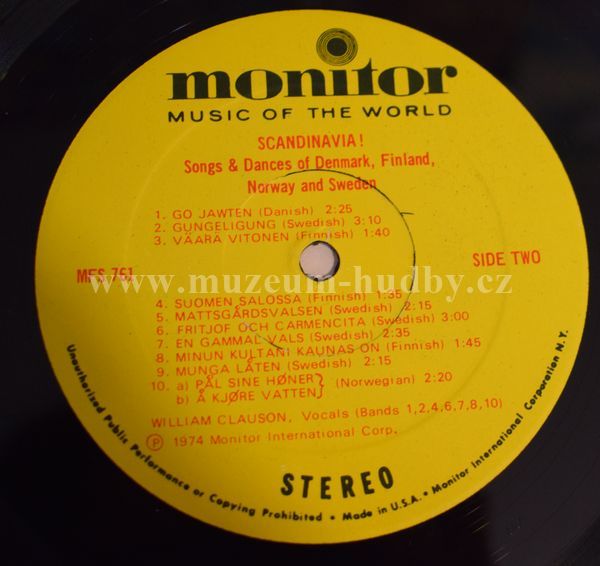 monitor
MUSIC OF THE WORLD
SCANDINAVIA!
Songs & Dances of Denmark, Finland,
Norway and Sweden
1. GO JAWTEN (Danish) 2:25
2. GUNGELIGUNG (Swedish) 3:10
3. VÄÄRÄ VITONEN (Finnish) 1:40
MFS 761
SIDE TWO
www.muzeum-hudby.cz
4. SUOMEN SALOSSA (Finnish) 1:35
5. MATTSGÅRDSVALSEN (Swedish) 2:15
6. FRITJOF OCH CARMENCITA (Swedish) 3:00
7. EN GAMMAL VALS (Swedish) 2:35
8. MINUN KULTANI KAUNAS ON (Finnish) 1:45
9. MUNGA LÅTEN (Swedish) 2:15
10. a) PÅL SINE HØNER} (Norwegian) 2:20
b) Å KJØRE VATTEN
WILLIAM CLAUSON, Vocals (Bands 1,2,4,6,7,8,10)
Ⓟ 1974 Monitor International Corp.
STEREO
Unauthorized Public Performance or Copying Prohibited • Made in U.S.A. • Monitor International Corporation N.Y.